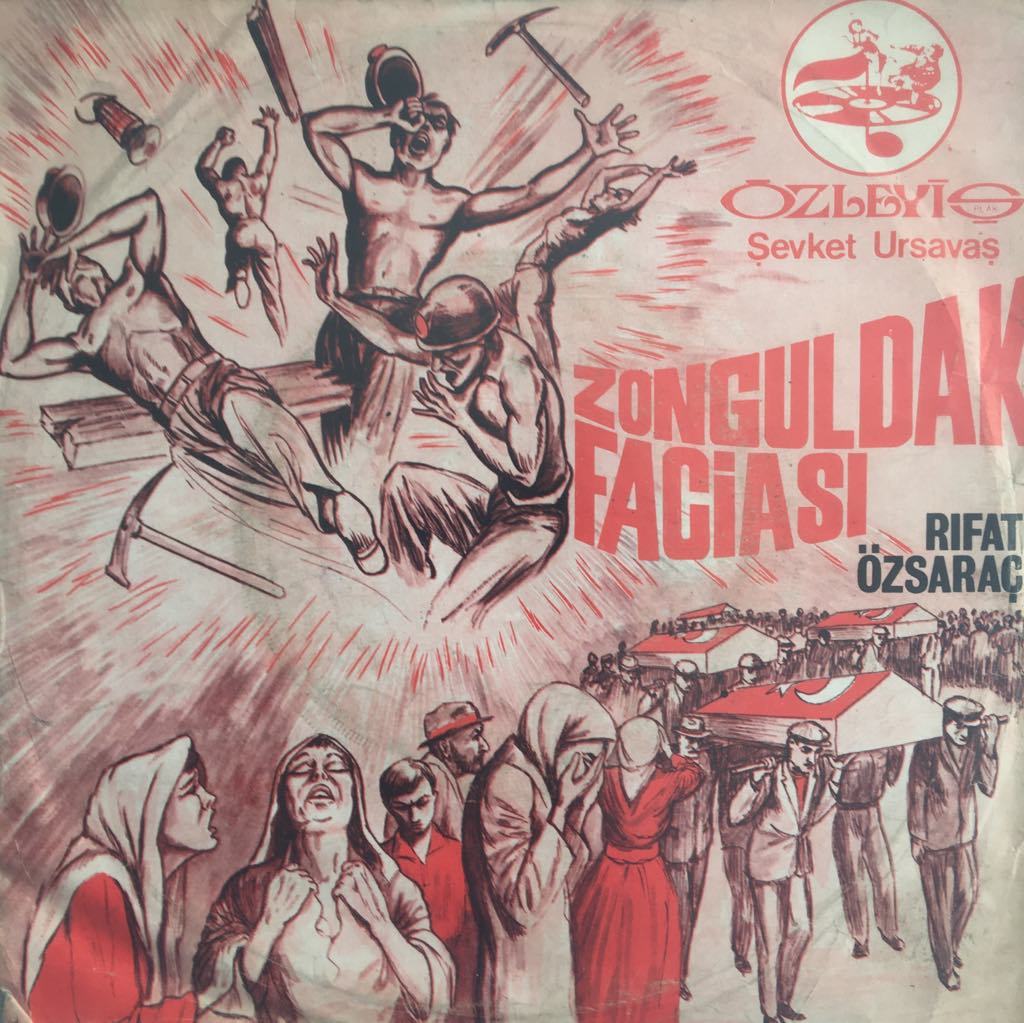 ÖZLEYİŞ
PLAK
Şevket Ursavaş
ZONGULDAK
FACİASI
RIFAT
ÖZSARAÇ